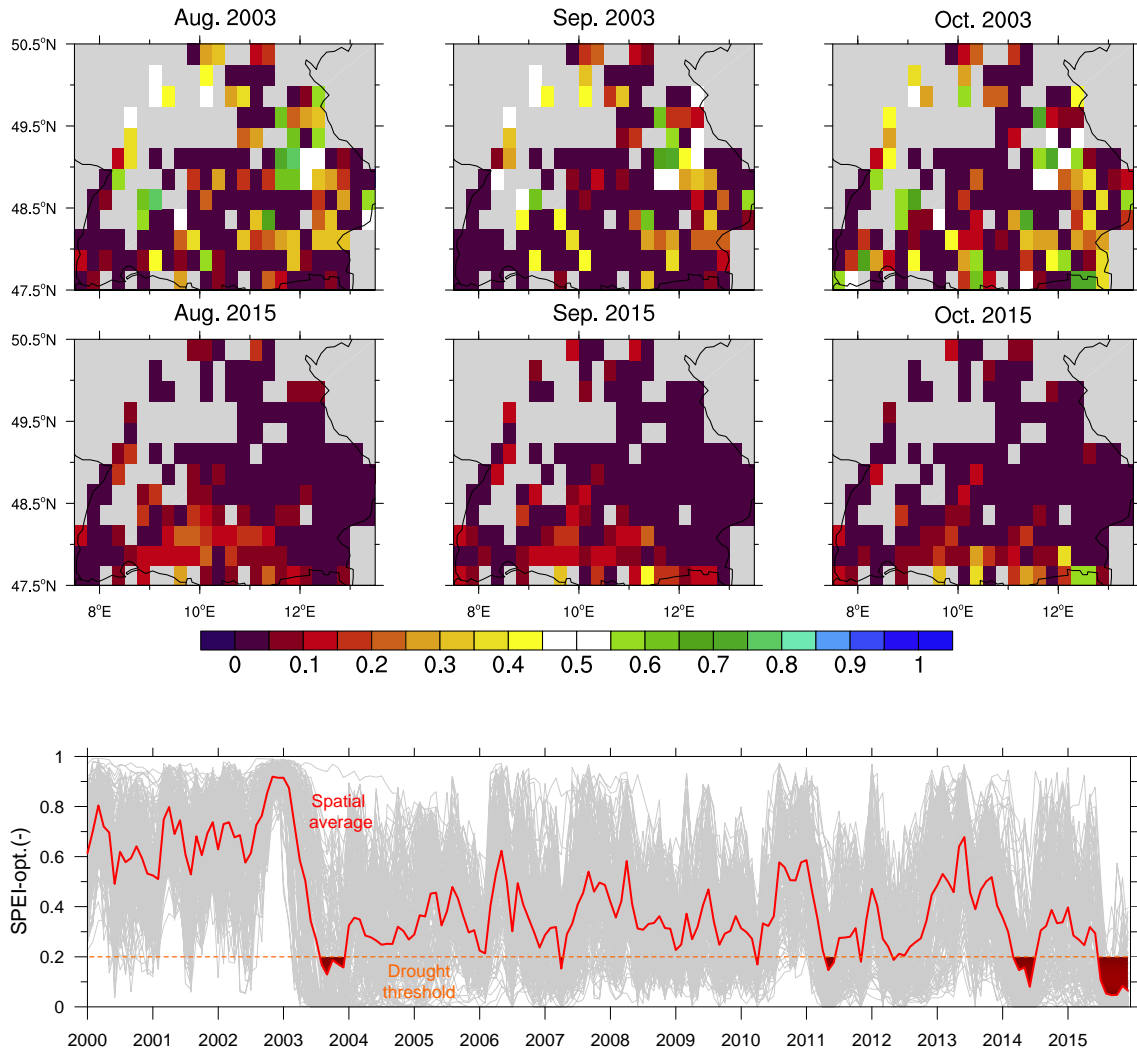 Aug. 2003
Sep. 2003
Oct. 2003
50.5°N
49.5°N
48.5°N
47.5°N
Aug. 2015
Sep. 2015
Oct. 2015
50.5°N
49.5°N
48.5°N
47.5°N
8°E 10°E 12°E
8°E 10°E 12°E
8°E 10°E 12°E
0 0.1 0.2 0.3 0.4 0.5 0.6 0.7 0.8 0.9 1
SPEI-opt.(-)
1
0.8
0.6
0.4
0.2
0
Spatial
average
Drought
threshold
2000 2001 2002 2003 2004 2005 2006 2007 2008 2009 2010 2011 2012 2013 2014 2015